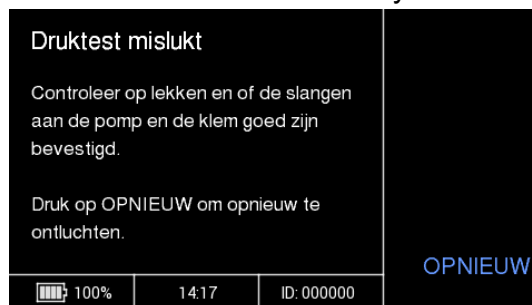 Druktest mislukt
Controleer op lekken en of de slangen
aan de pomp en de klem goed zijn
bevestigd.
Druk op OPNIEUW om opnieuw te
ontluchten.
OPNIEUW
100%
14:17
ID: 000000